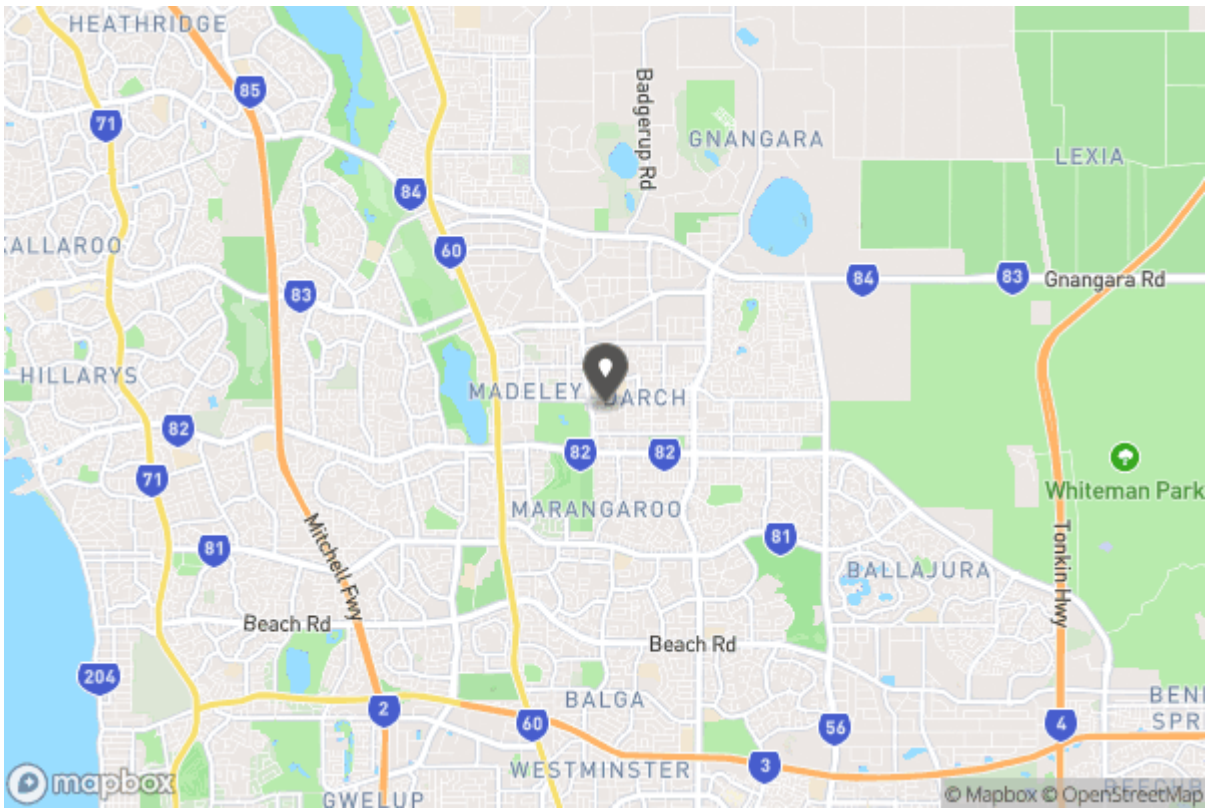 HEATHRIDGE
85
71
Badgerup Rd
GNANGARA
LEXIA
84
60
KALLAROO
83
84
83
Gnangara Rd
HILLARYS
MADELEY
DARCH
82
82
82
71
Whiteman Park
MARANGAROO
81
Mitchell Fwy
81
BALLAJURA
Tonkin Hwy
Beach Rd
Beach Rd
204
BALGA
2
60
56
4
3
WESTMINSTER
GWELUP
mapbox
© Mapbox © OpenStreetMap